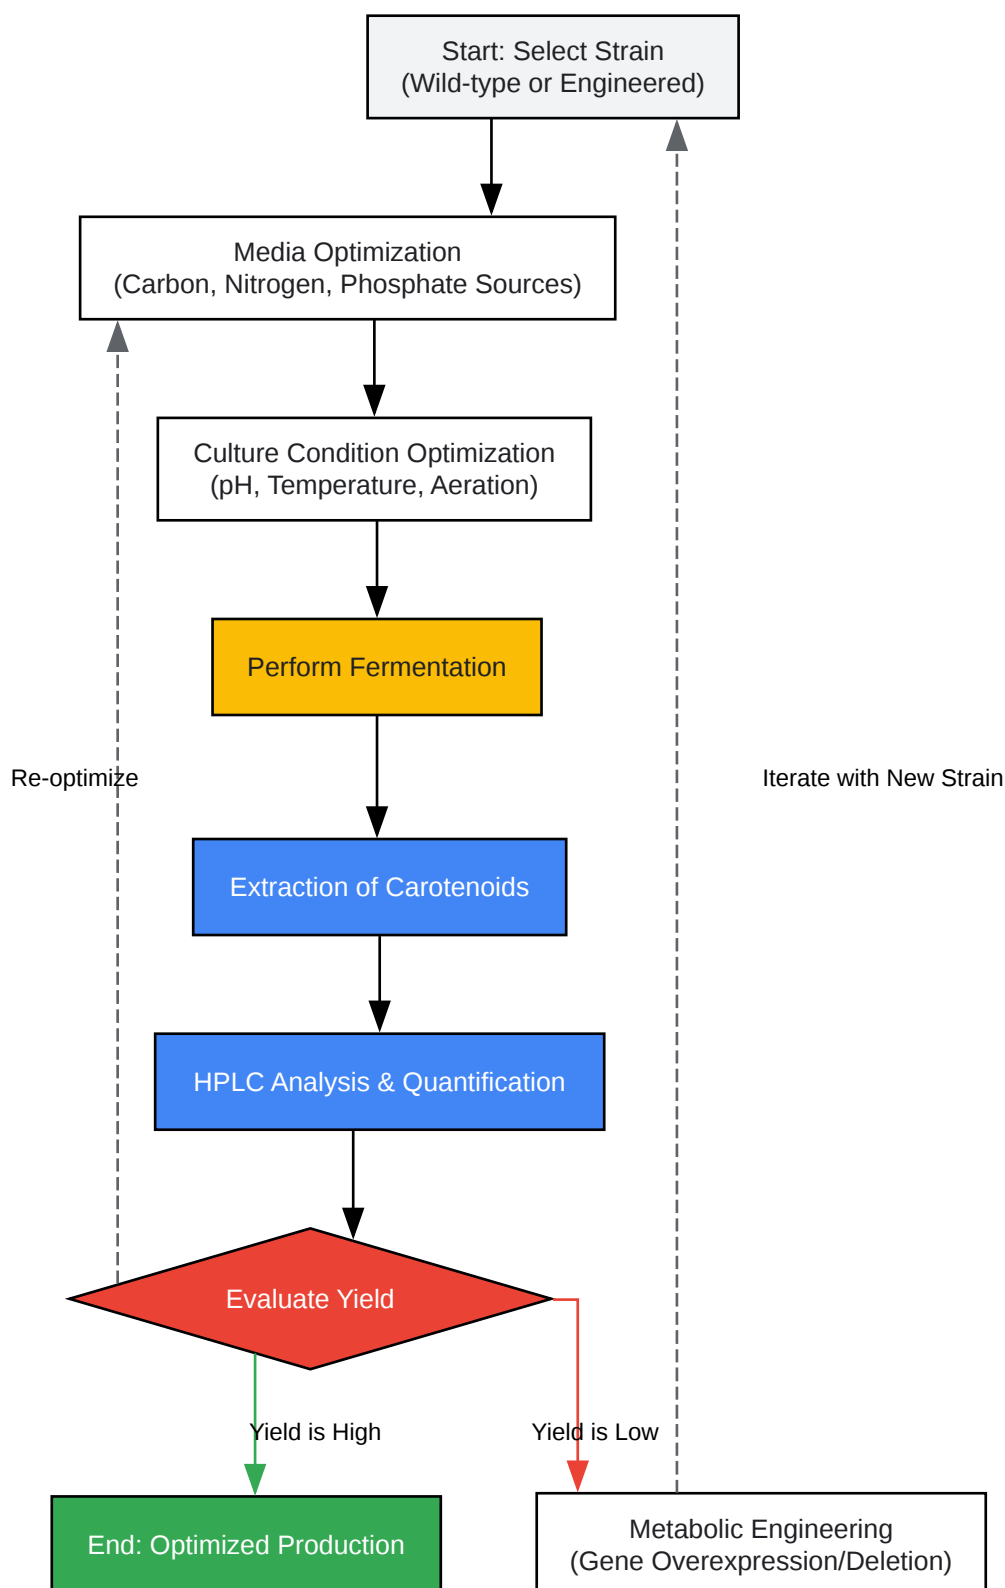 Start: Select Strain
(Wild-type or Engineered)
Media Optimization
(Carbon, Nitrogen, Phosphate Sources)
Culture Condition Optimization
(pH, Temperature, Aeration)
Perform Fermentation
Re-optimize
Iterate with New Strain
Extraction of Carotenoids
HPLC Analysis & Quantification
Evaluate Yield
Yield is High
Yield is Low
End: Optimized Production
Metabolic Engineering
(Gene Overexpression/Deletion)